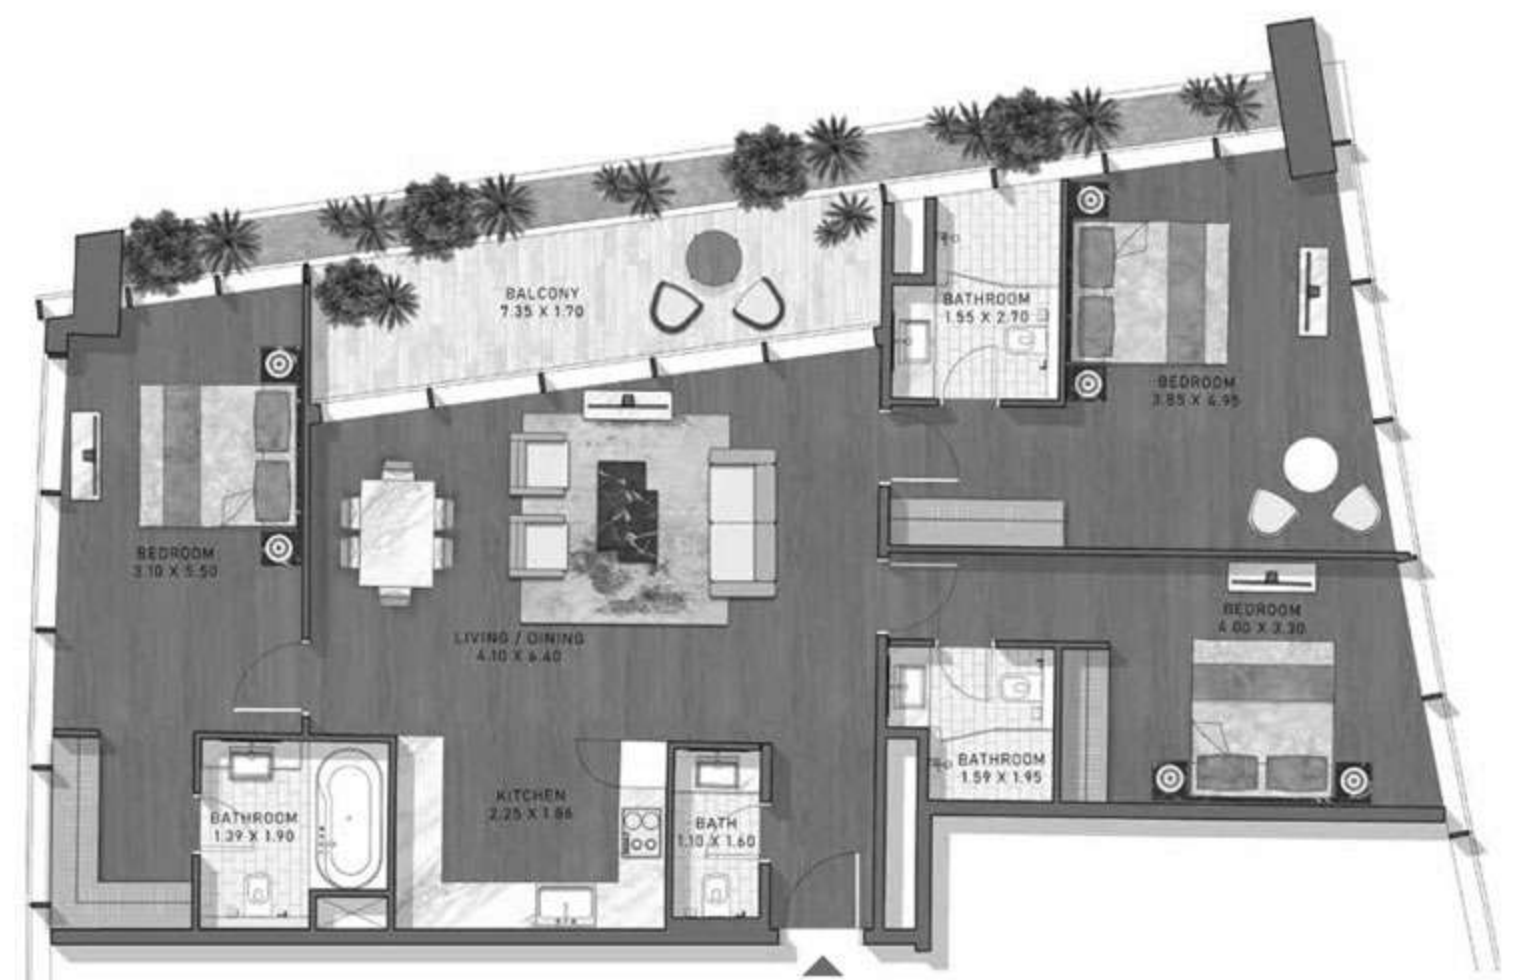 BALCONY
7.35 X 1.70
BATHROOM
1.55 X 2.70
BEDROOM
3.85 X 4.95
BEDROOM
3.10 X 5.50
LIVING / DINING
4.10 X 6.40
BEDROOM
4.00 X 3.30
KITCHEN
2.25 X 1.86
BATHROOM
1.39 X 1.90
BATH
1.10 X 1.60
BATHROOM
1.59 X 1.95